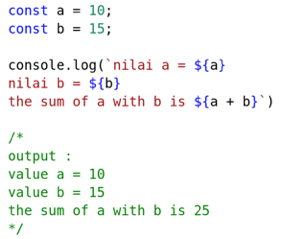 const a = 10;
const b = 15;

console.log(`nilai a = ${a}
nilai b = ${b}
the sum of a with b is ${a + b}`)

/*
output :
value a = 10
value b = 15
the sum of a with b is 25
*/